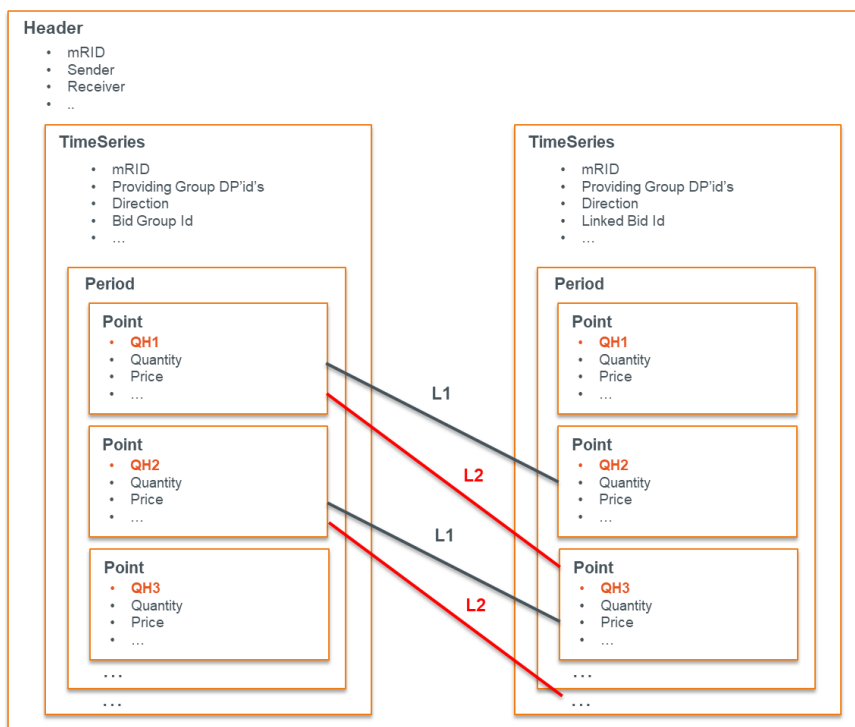 Header
• mRID
• Sender
• Receiver
• ..
TimeSeries
• mRID
• Providing Group DP'id's
• Direction
• Bid Group Id
• ...
Period
Point
• QH1
• Quantity
• Price
• ...
Point
• QH2
• Quantity
• Price
• ...
Point
• QH3
• Quantity
• Price
• ...
...
...
L1
L2
L1
L2
TimeSeries
• mRID
• Providing Group DP'id's
• Direction
• Linked Bid Id
• ...
Period
Point
• QH1
• Quantity
• Price
• ...
Point
• QH2
• Quantity
• Price
• ...
Point
• QH3
• Quantity
• Price
• ...
...
...